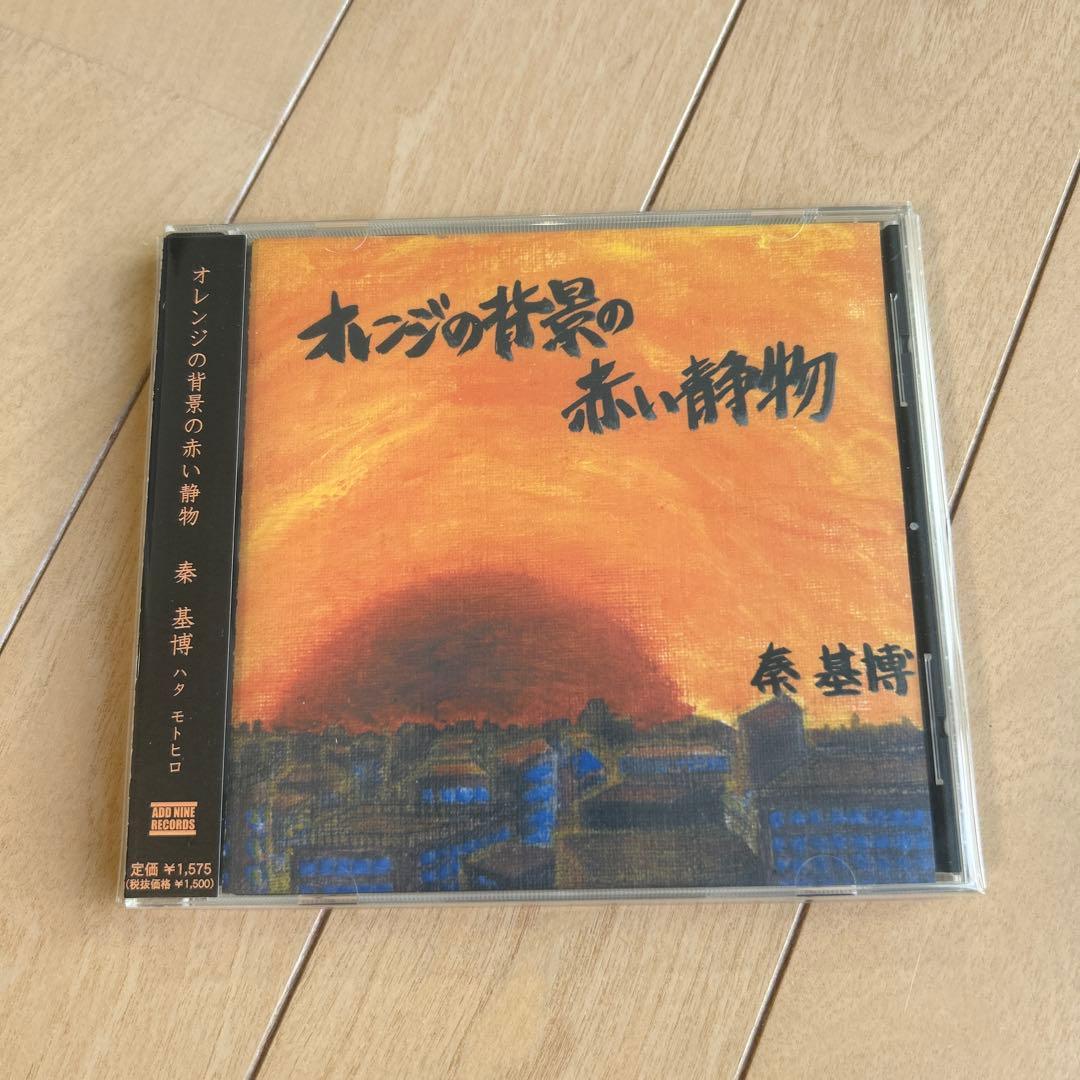 オレンジの背景の赤い静物　秦 基博 ハタ モトヒロ
ADD NINE
RECORDS
定価 ¥1,575
(税抜価格 ¥1,500)
オレンジの背景の
赤い静物
秦 基博